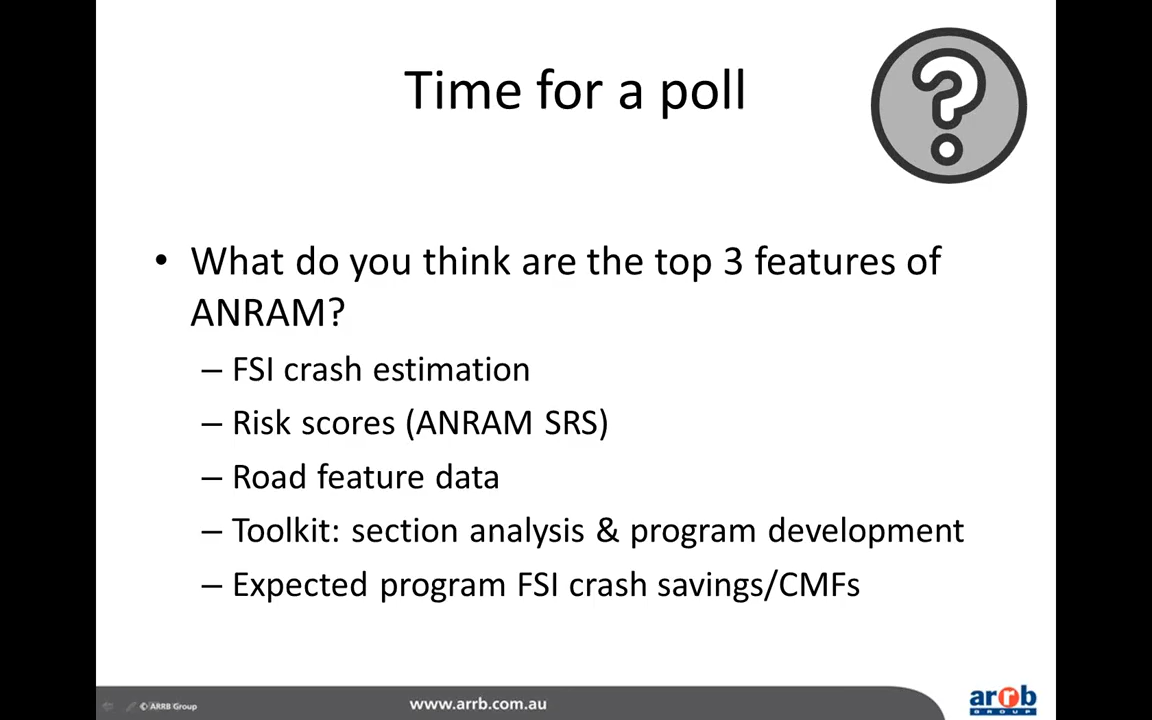 Time for a poll
?
• What do you think are the top 3 features of
ANRAM?
– FSI crash estimation
– Risk scores (ANRAM SRS)
– Road feature data
– Toolkit: section analysis & program development
– Expected program FSI crash savings/CMFs
© ARRB Group
www.arrb.com.au
arrb
GROUP